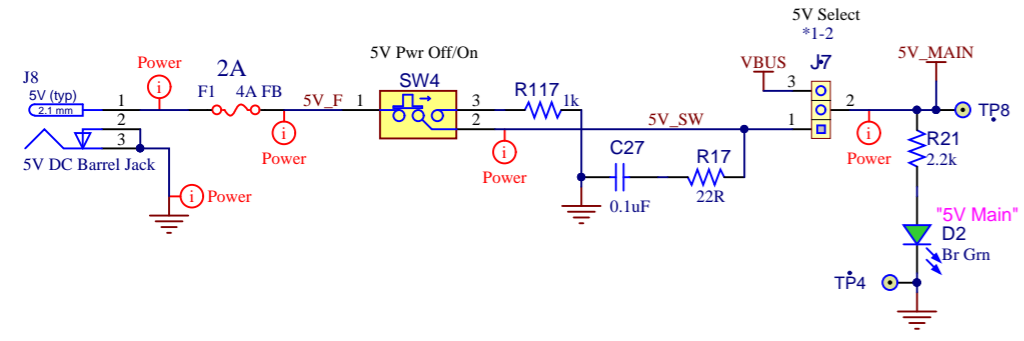 5V Select
*1-2
J7
5V_MAIN
VBUS
3
2
1
TP8
5V Pwr Off/On
SW4
1
3
2
J8
5V (typ)
2.1 mm
1
2
3
5V DC Barrel Jack
Power
i
2A
F1 4A FB
5V_F
i
Power
i Power
R117
1k
5V_SW
i
Power
C27
0.1uF
R17
22R
i
Power
R21
2.2k
"5V Main"
D2
Br Grn
TP4